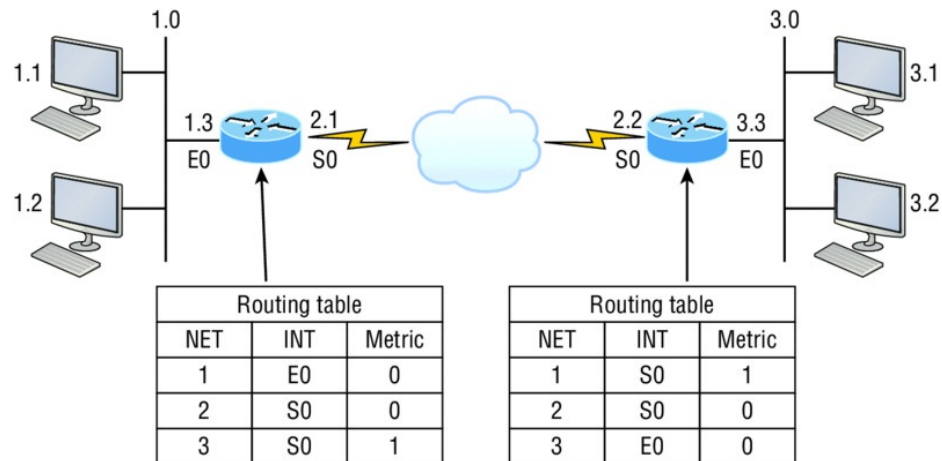 1.0
3.0
1.1
3.1
1.3
2.1
2.2
3.3
E0
S0
S0
E0
1.2
3.2
Routing table
NET INT Metric
1 E0 0
2 S0 0
3 S0 1
Routing table
NET INT Metric
1 S0 1
2 S0 0
3 E0 0